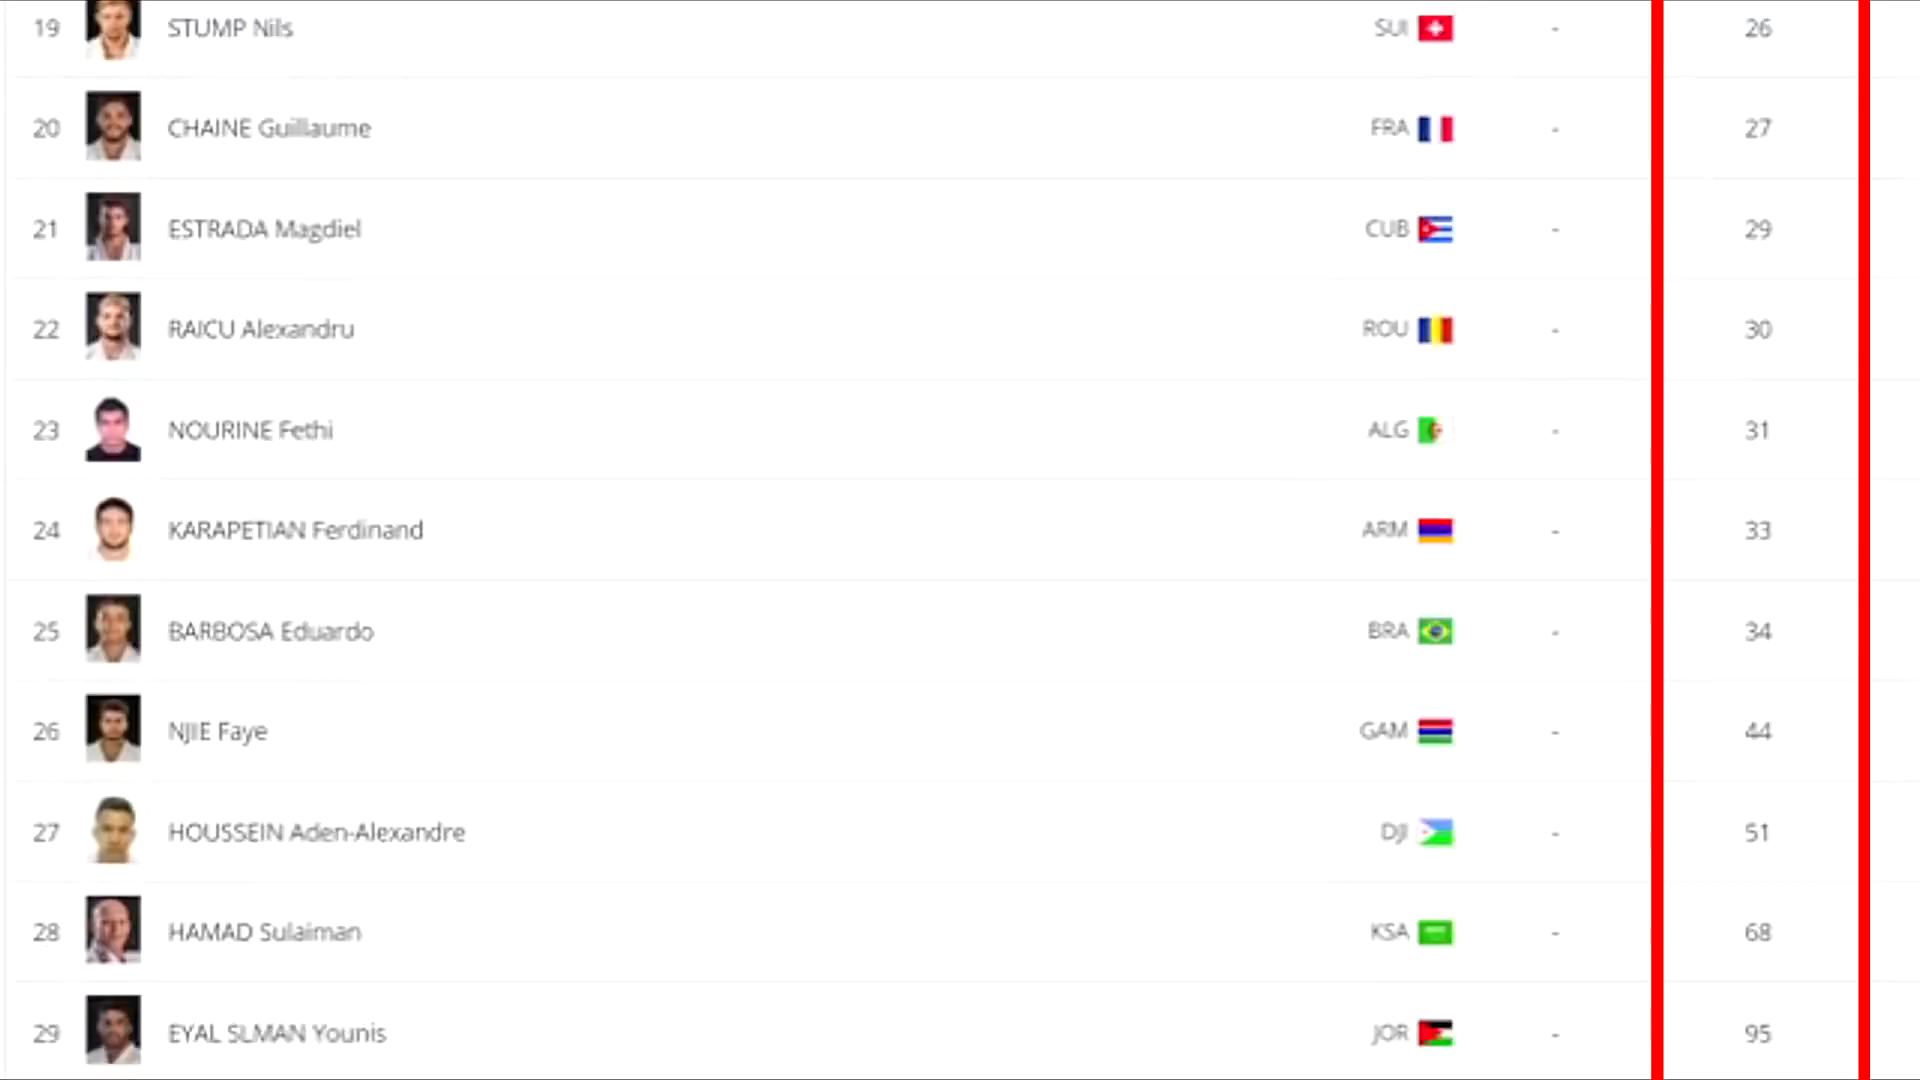 19 STUMP Nils SUI - 26
20 CHAINE Guillaume FRA - 27
21 ESTRADA Magdiel CUB - 29
22 RAICU Alexandru ROU - 30
23 NOURINE Fethi ALG - 31
24 KARAPETIAN Ferdinand ARM - 33
25 BARBOSA Eduardo BRA - 34
26 NJIE Faye GAM - 44
27 HOUSSEIN Aden-Alexandre DJI - 51
28 HAMAD Sulaiman KSA - 68
29 EYAL SLMAN Younis JOR - 95